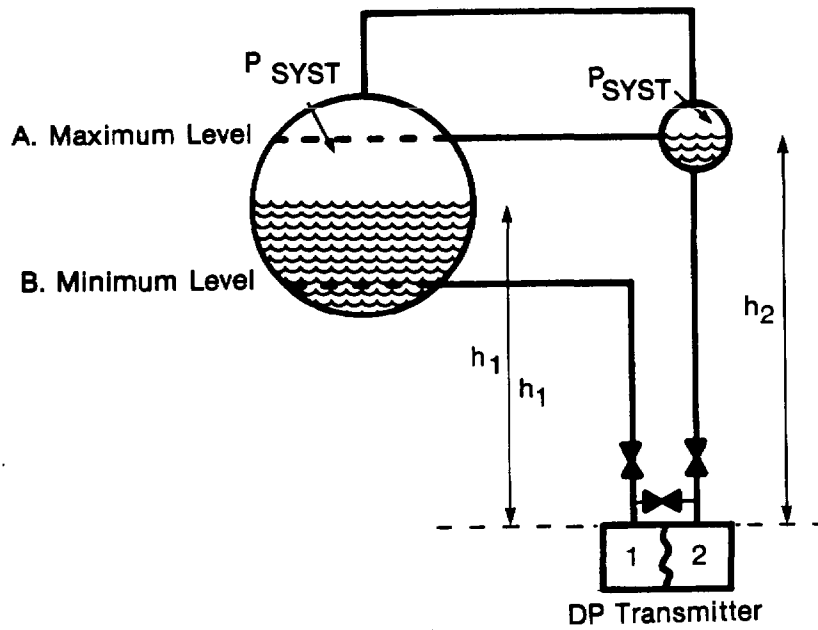 P SYST
PSYST
A. Maximum Level
B. Minimum Level
h2
h1
h1
1 2
DP Transmitter